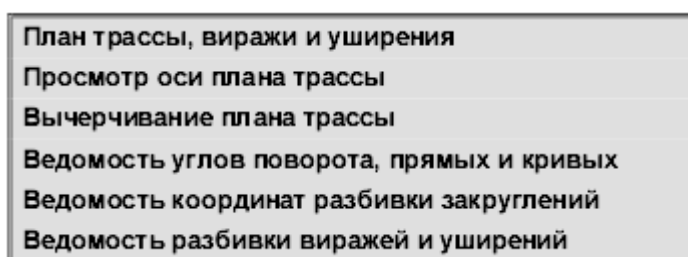 План трассы, виражи и уширения
Просмотр оси плана трассы
Вычерчивание плана трассы
Ведомость углов поворота, прямых и кривых
Ведомость координат разбивки закруглений
Ведомость разбивки виражей и уширений